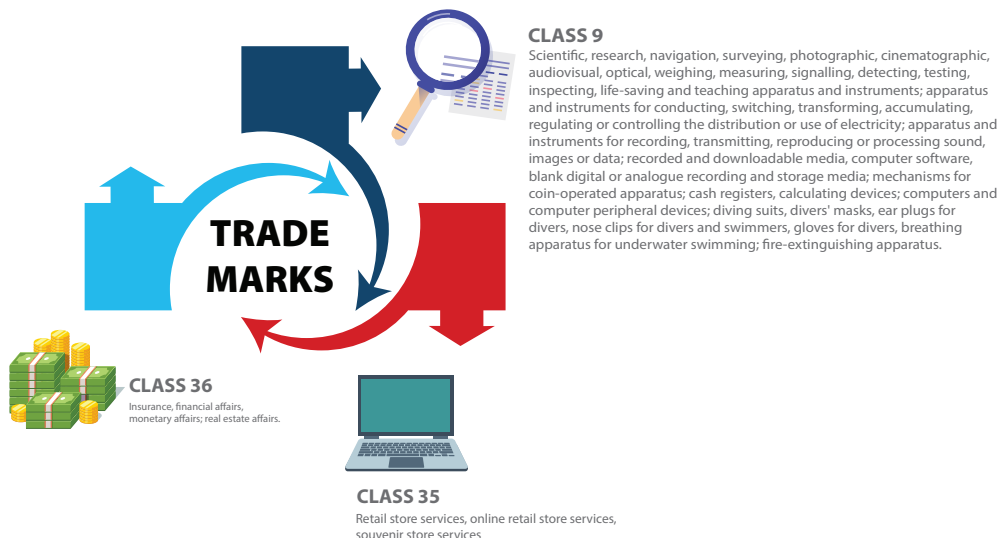 CLASS 9
Scientific, research, navigation, surveying, photographic, cinematographic,
audiovisual, optical, weighing, measuring, signalling, detecting, testing,
inspecting, life-saving and teaching apparatus and instruments; apparatus
and instruments for conducting, switching, transforming, accumulating,
regulating or controlling the distribution or use of electricity; apparatus and
instruments for recording, transmitting, reproducing or processing sound,
images or data; recorded and downloadable media, computer software,
blank digital or analogue recording and storage media; mechanisms for
coin-operated apparatus; cash registers, calculating devices; computers and
computer peripheral devices; diving suits, divers' masks, ear plugs for
divers, nose clips for divers and swimmers, gloves for divers, breathing
apparatus for underwater swimming; fire-extinguishing apparatus.
TRADE
MARKS
CLASS 36
Insurance, financial affairs,
monetary affairs; real estate affairs.
CLASS 35
Retail store services, online retail store services,
souvenir store services